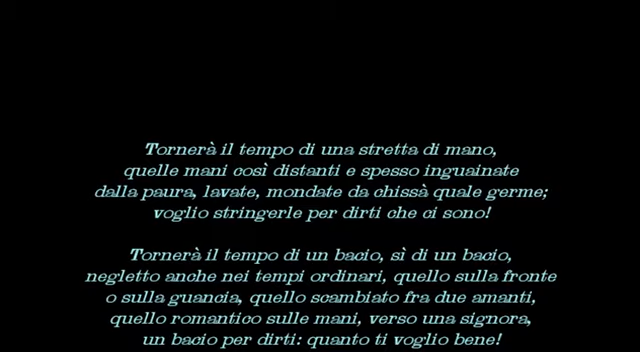 Tornerà il tempo di una stretta di mano,
quelle mani così distanti e spesso inguainate
dalla paura, lavate, mondate da chissà quale germe;
voglio stringerle per dirti che ci sono!
Tornerà il tempo di un bacio, sì di un bacio,
negletto anche nei tempi ordinari, quello sulla fronte
o sulla guancia, quello scambiato fra due amanti,
quello romantico sulle mani, verso una signora,
un bacio per dirti: quanto ti voglio bene!